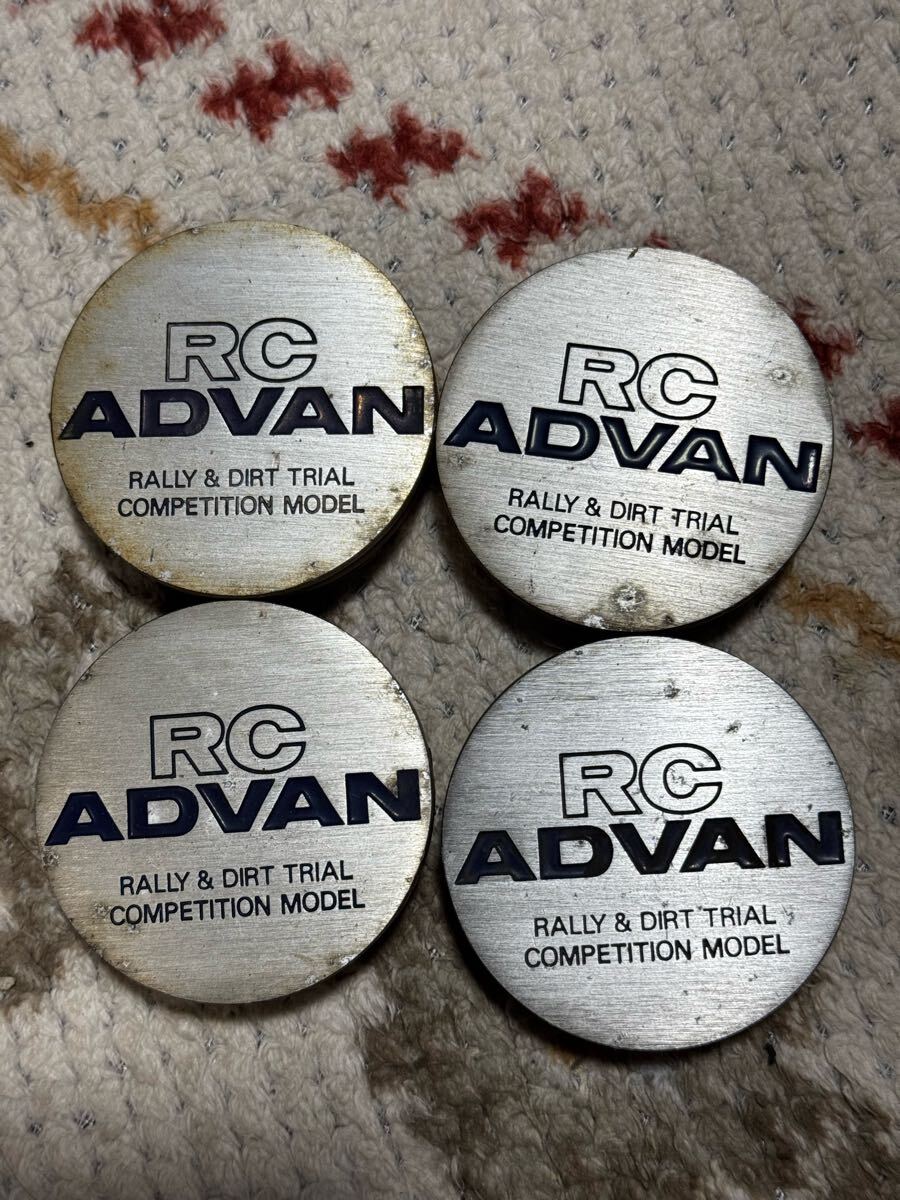 RC
ADVAN
RALLY & DIRT TRIAL
COMPETITION MODEL
RC
ADVAN
RALLY & DIRT TRIAL
COMPETITION MODEL
RC
ADVAN
RALLY & DIRT TRIAL
COMPETITION MODEL
RC
ADVAN
RALLY & DIRT TRIAL
COMPETITION MODEL